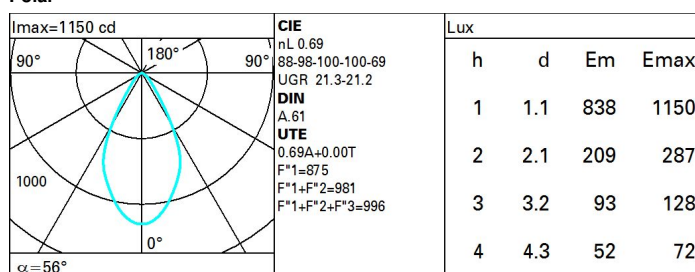 Imax=1150 cd
90°
180°
90°
1000
0°
α=56°
CIE
nL 0.69
88-98-100-100-69
UGR 21.3-21.2
DIN
A.61
UTE
0.69A+0.00T
F"1=875
F"1+F"2=981
F"1+F"2+F"3=996
Lux
h d Em Emax
1 1.1 838 1150
2 2.1 209 287
3 3.2 93 128
4 4.3 52 72